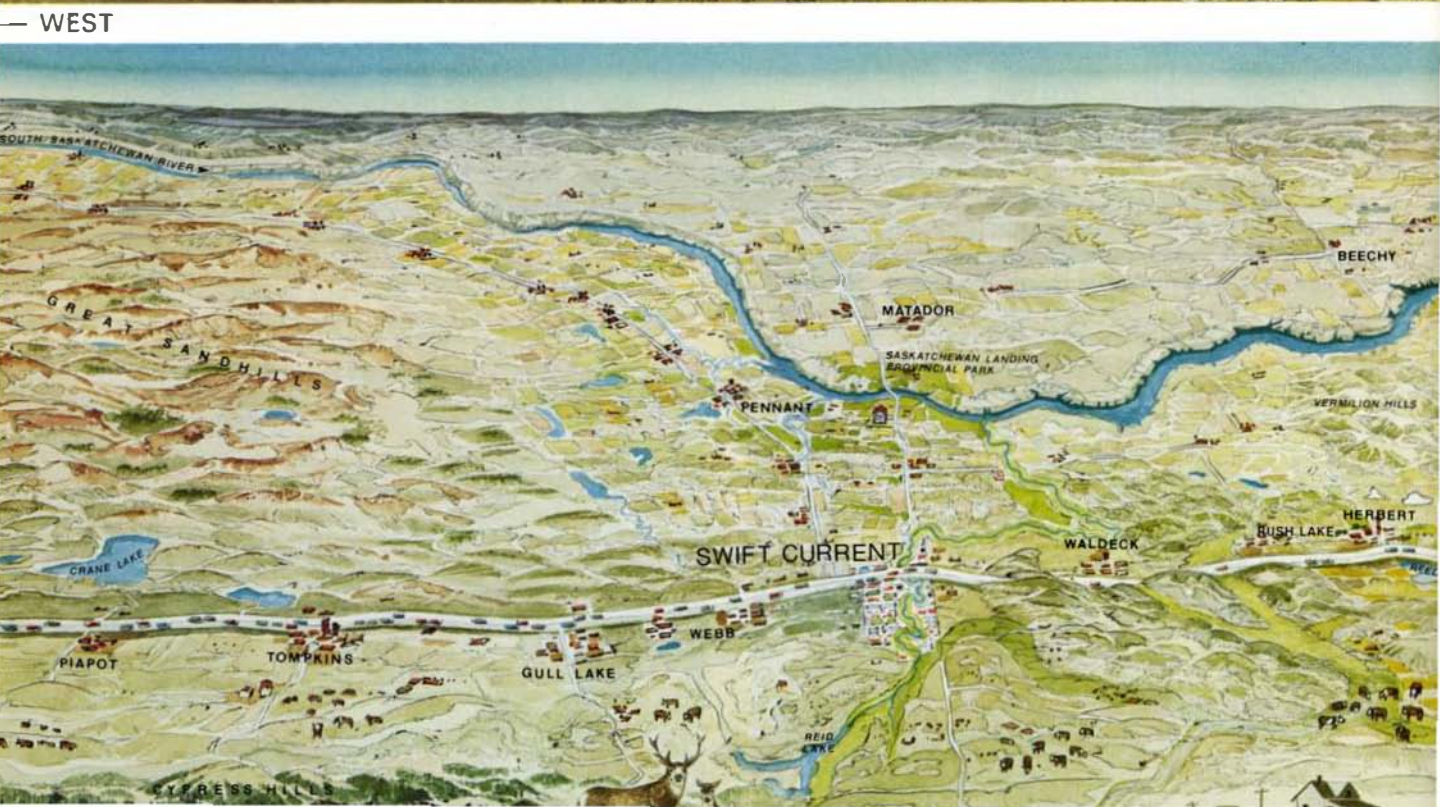 — WEST
SOUTH SASKATCHEWAN RIVER
BEECHY
GREAT SANDHILLS
MATADOR
SASKATCHEWAN LANDING
PROVINCIAL PARK
PENNANT
VERMILION HILLS
HERBERT
RUSH LAKE
WALDECK
SWIFT CURRENT
CRANE LAKE
REED
WEBB
PIAPOT
TOMPKINS
GULL LAKE
REID
LAKE
CYPRESS HILLS